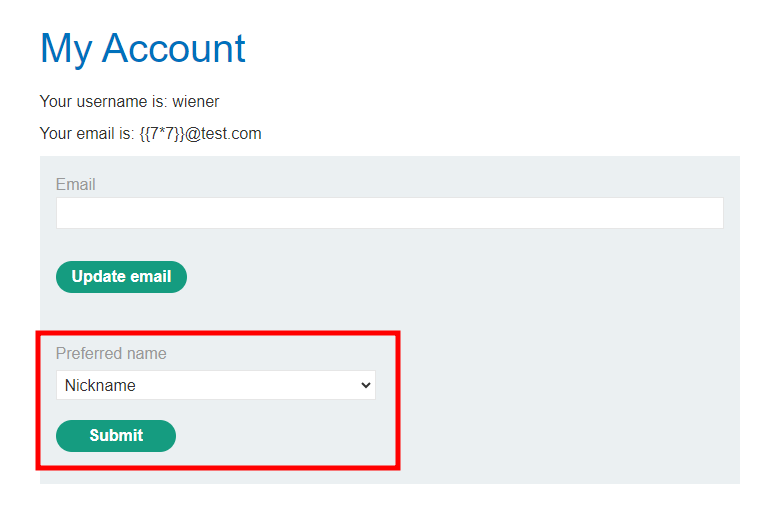 My Account
Your username is: wiener
Your email is: {{7*7}}@test.com
Email
Update email
Preferred name
Nickname
Submit